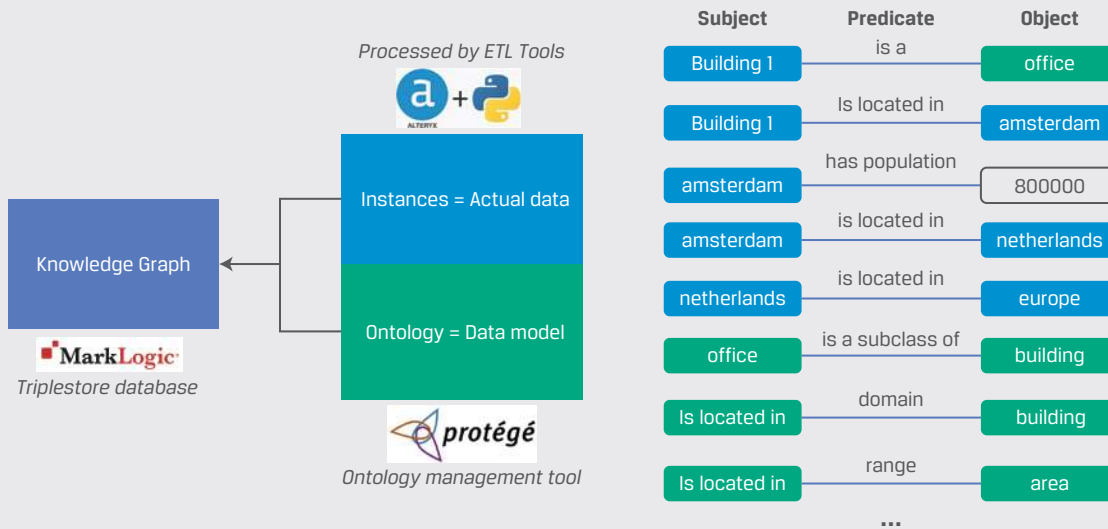 Processed by ETL Tools
a + 
ALTERYX
Instances = Actual data
Knowledge Graph
Ontology = Data model
MarkLogic
Triplestore database
protégé
Ontology management tool
Subject Predicate Object
Building 1 is a office
Building 1 Is located in amsterdam
amsterdam has population 800000
amsterdam is located in netherlands
netherlands is located in europe
office is a subclass of building
Is located in domain building
Is located in range area
...